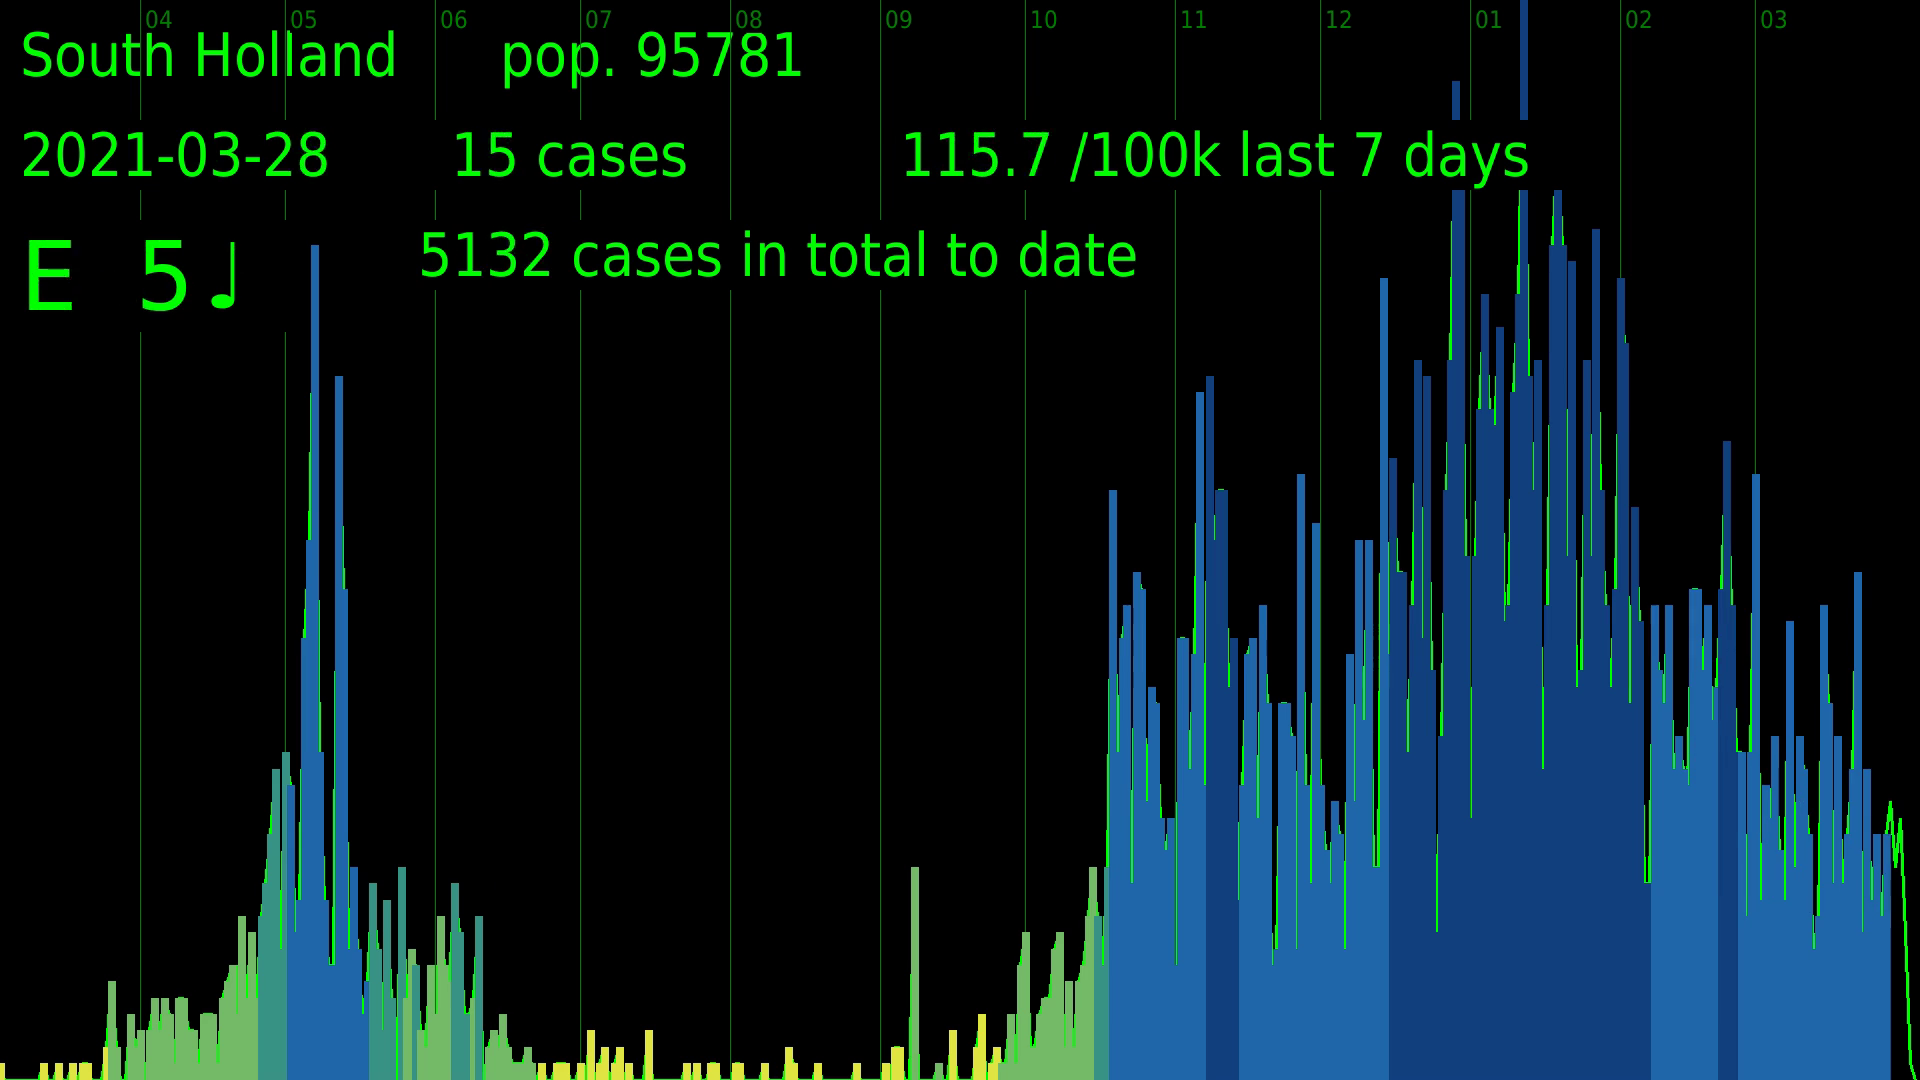 04 05 06 07 08 09 10 11 12 01 02 03
South Holland pop. 95781
2021-03-28 15 cases 115.7 /100k last 7 days
E 5♩ 5132 cases in total to date